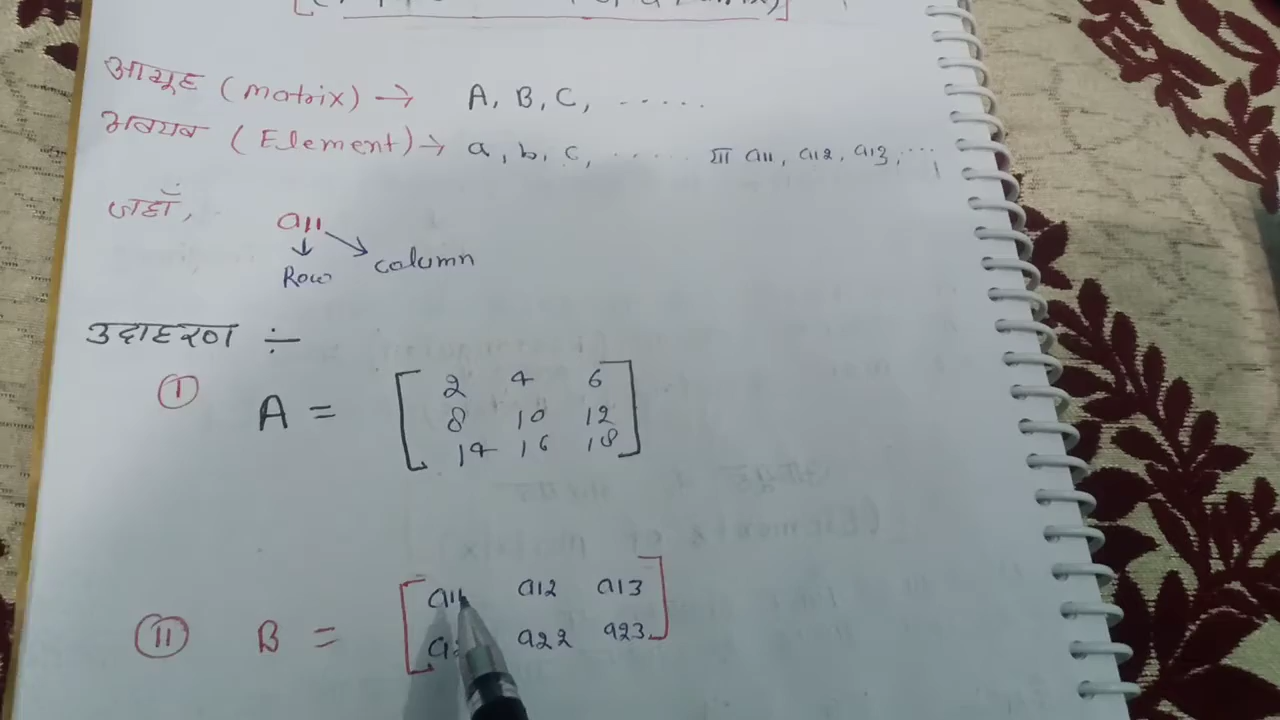 आव्यूह (Matrix) → A, B, C, .....
अवयव (Element) → a, b, c, ..... या a11, a12, a13, ...,
जहाँ, a11
Row column
उदाहरण ÷
(I) A = [ 2 4 6
8 10 12
14 16 18 ]
(II) B = [ a11 a12 a13
a22 a23 ]